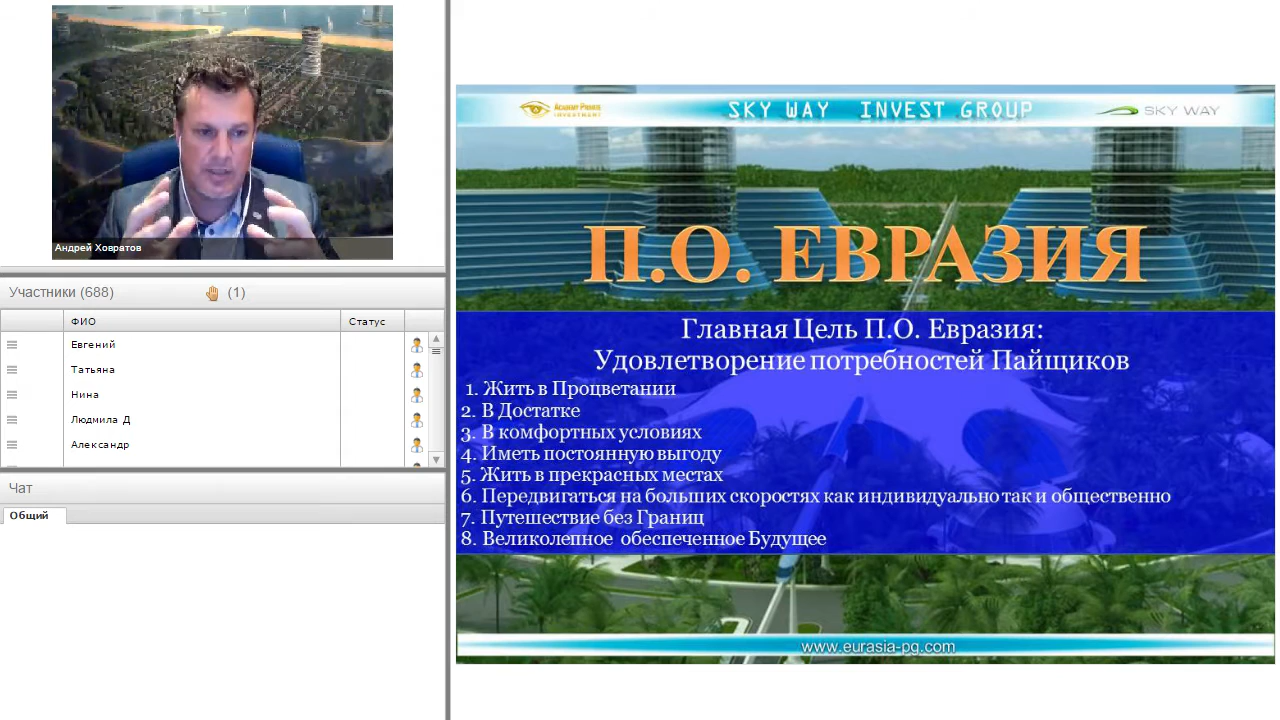 Андрей Ховратов
Участники (688)
(1)
ФИО
Статус
Евгений
Татьяна
Нина
Людмила Д
Александр
Чат
Общий
ACADEMY PRIVATE
INVESTMENT
SKY WAY INVEST GROUP
SKY WAY
П.О. ЕВРАЗИЯ
Главная Цель П.О. Евразия:
Удовлетворение потребностей Пайщиков
1. Жить в Процветании
2. В Достатке
3. В комфортных условиях
4. Иметь постоянную выгоду
5. Жить в прекрасных местах
6. Передвигаться на больших скоростях как индивидуально так и общественно
7. Путешествие без Границ
8. Великолепное обеспеченное Будущее
www.eurasia-pg.com